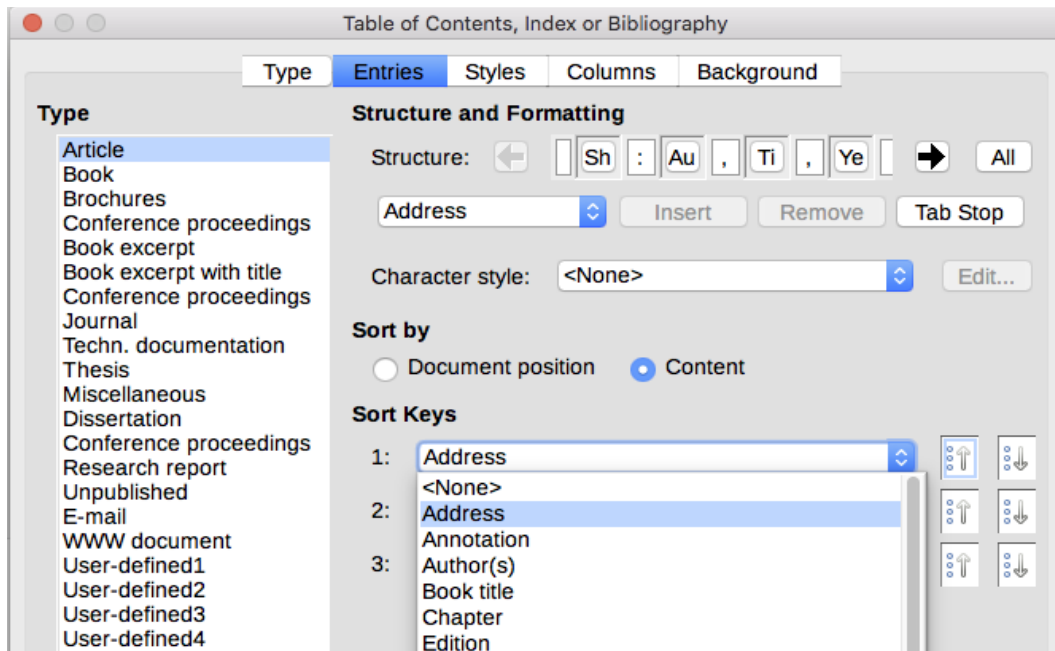 Table of Contents, Index or Bibliography
Type Entries Styles Columns Background
Type
Article
Book
Brochures
Conference proceedings
Book excerpt
Book excerpt with title
Conference proceedings
Journal
Techn. documentation
Thesis
Miscellaneous
Dissertation
Conference proceedings
Research report
Unpublished
E-mail
WWW document
User-defined1
User-defined2
User-defined3
User-defined4
Structure and Formatting
Structure: Sh : Au , Ti , Ye All
Address Insert Remove Tab Stop
Character style: <None> Edit...
Sort by
Document position Content
Sort Keys
1: Address
<None>
2: Address
Annotation
3: Author(s)
Book title
Chapter
Edition